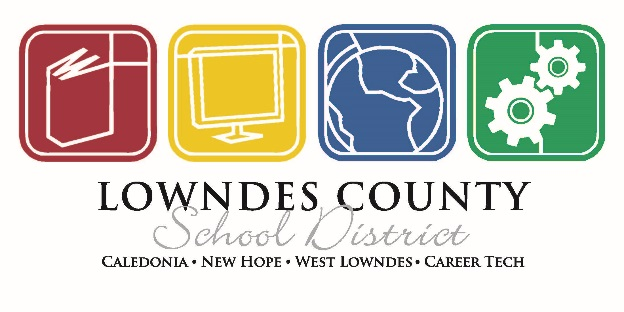 LOWNDES COUNTY
School District
CALEDONIA • NEW HOPE • WEST LOWNDES • CAREER TECH